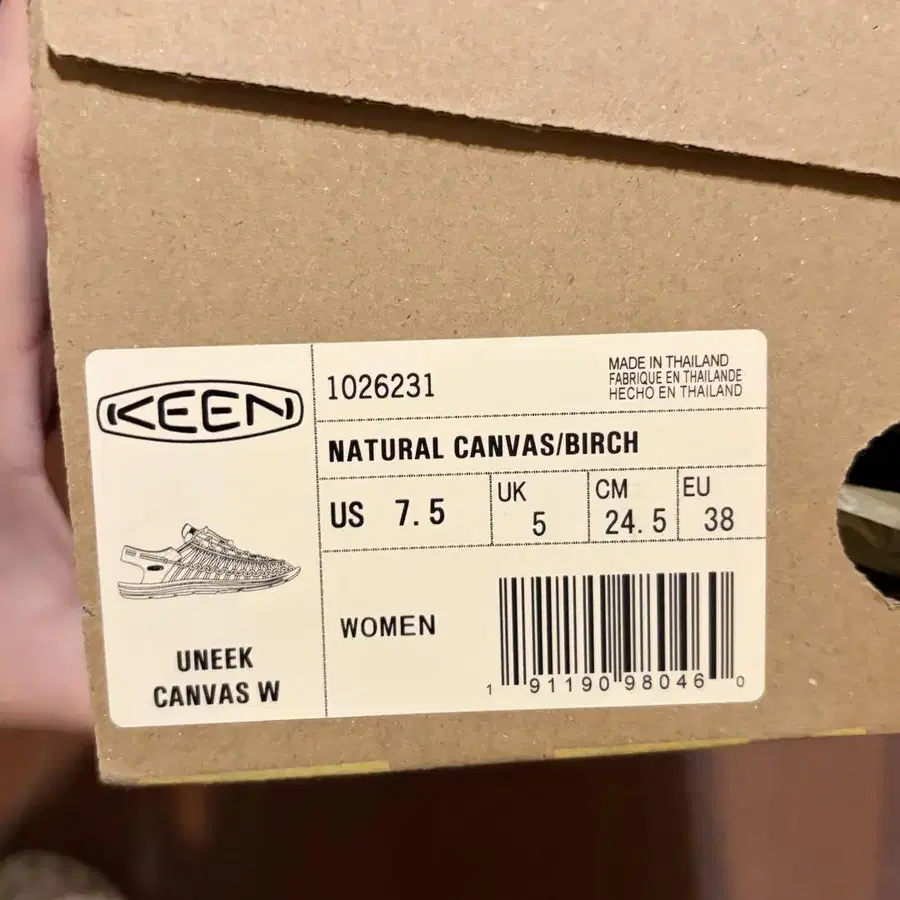 KEEN
1026231
MADE IN THAILAND
FABRIQUE EN THAILANDE
HECHO EN THAILAND
NATURAL CANVAS/BIRCH
US 7.5
UK 5
CM 24.5
EU 38
WOMEN
UNEEK
CANVAS W
1 91190 98046 0